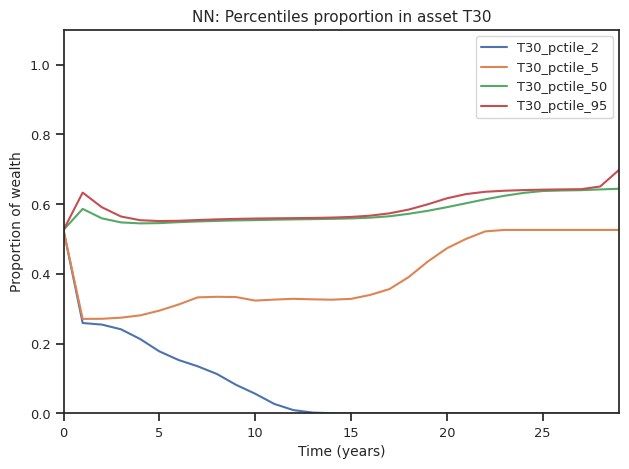 NN: Percentiles proportion in asset T30
T30_pctile_2
T30_pctile_5
T30_pctile_50
T30_pctile_95
Proportion of wealth
1.0
0.8
0.6
0.4
0.2
0.0
0 5 10 15 20 25
Time (years)